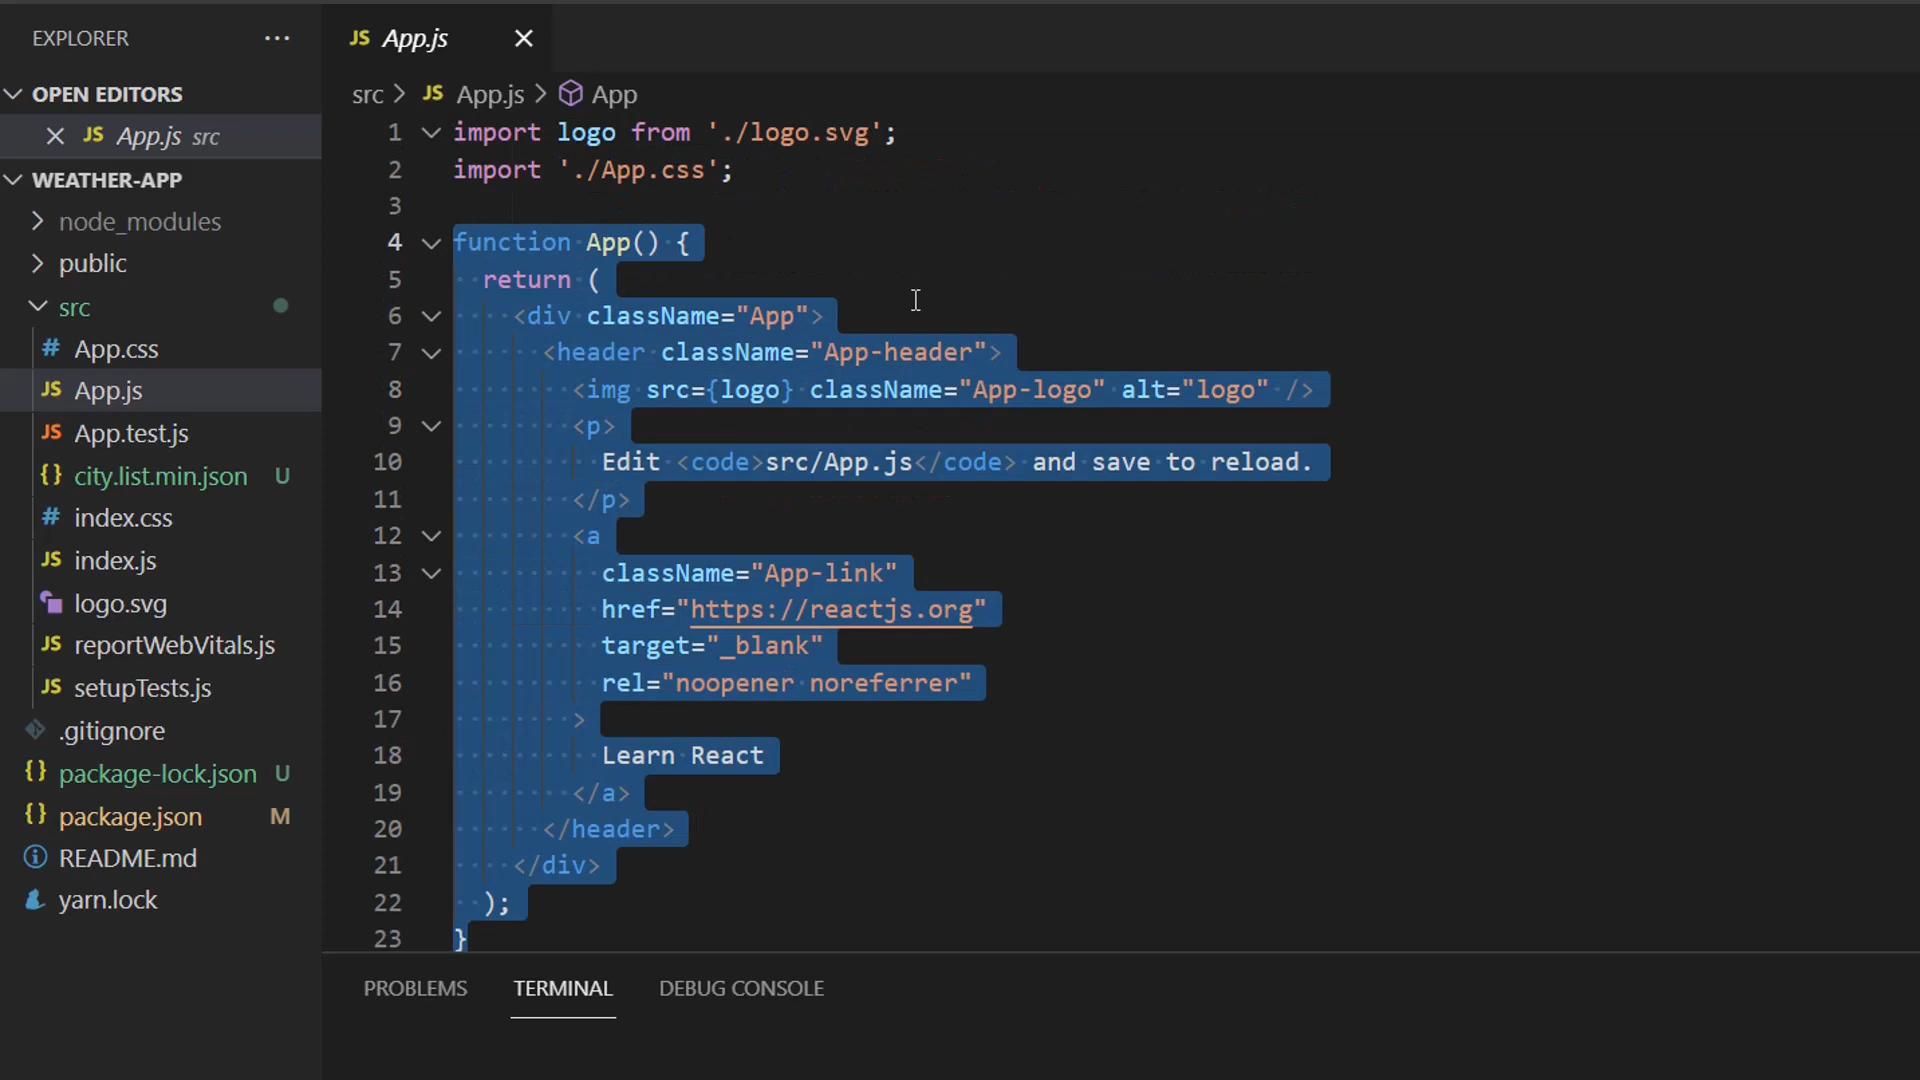 EXPLORER ...
OPEN EDITORS
JS App.js src
WEATHER-APP
node_modules
public
src
# App.css
JS App.js
JS App.test.js
{} city.list.min.json U
# index.css
JS index.js
logo.svg
JS reportWebVitals.js
JS setupTests.js
.gitignore
{} package-lock.json U
{} package.json M
README.md
yarn.lock
JS App.js
src > JS App.js > App
1 import logo from './logo.svg';
2 import './App.css';
3
4 function App() {
5 return (
6 <div className="App">
7 <header className="App-header">
8 <img src={logo} className="App-logo" alt="logo" />
9 <p>
10 Edit <code>src/App.js</code> and save to reload.
11 </p>
12 <a
13 className="App-link"
14 href="https://reactjs.org"
15 target="_blank"
16 rel="noopener noreferrer"
17 >
18 Learn React
19 </a>
20 </header>
21 </div>
22 );
23 }
PROBLEMS TERMINAL DEBUG CONSOLE